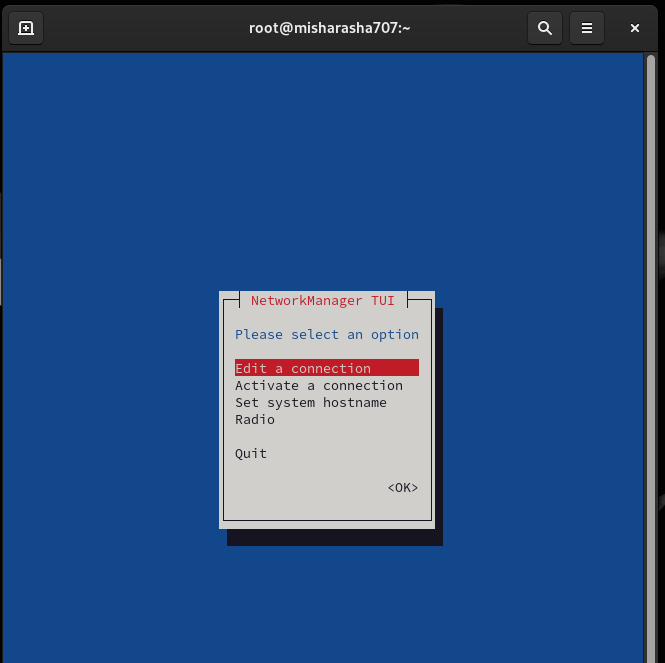 root@misharasha707:~
NetworkManager TUI
Please select an option
Edit a connection
Activate a connection
Set system hostname
Radio
Quit
<OK>